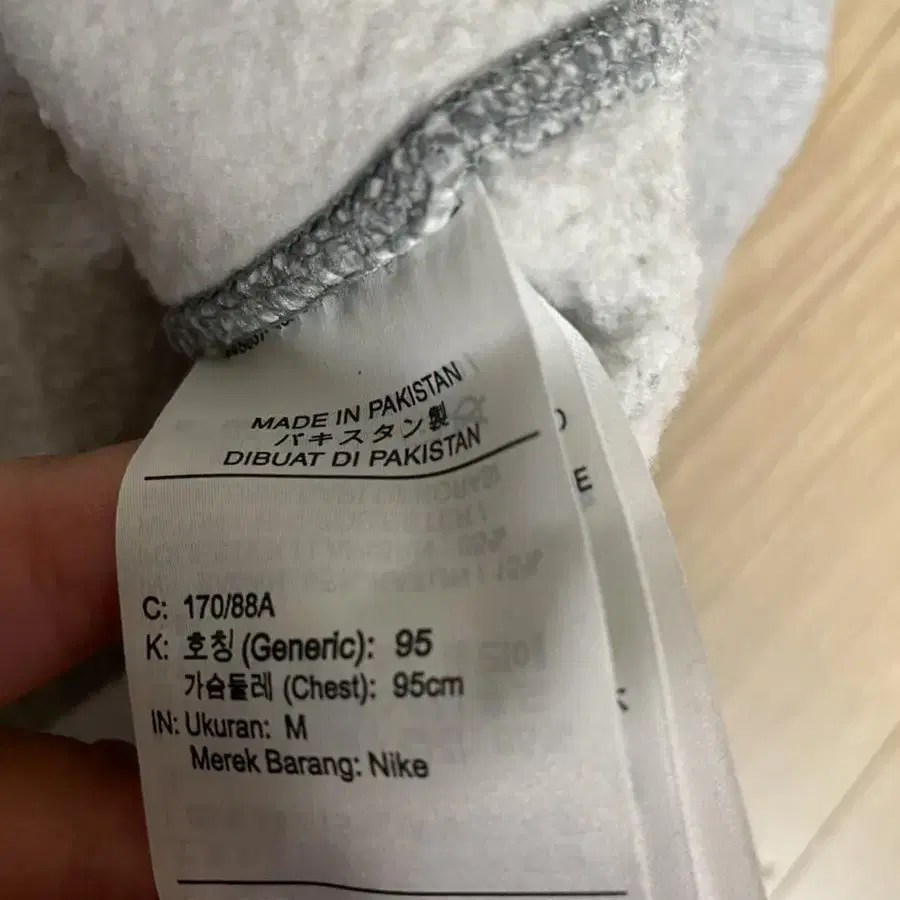 MADE IN PAKISTAN
パキスタン製
DIBUAT DI PAKISTAN
C: 170/88A
K: 호칭 (Generic): 95
가슴둘레 (Chest): 95cm
IN: Ukuran: M
Merek Barang: Nike